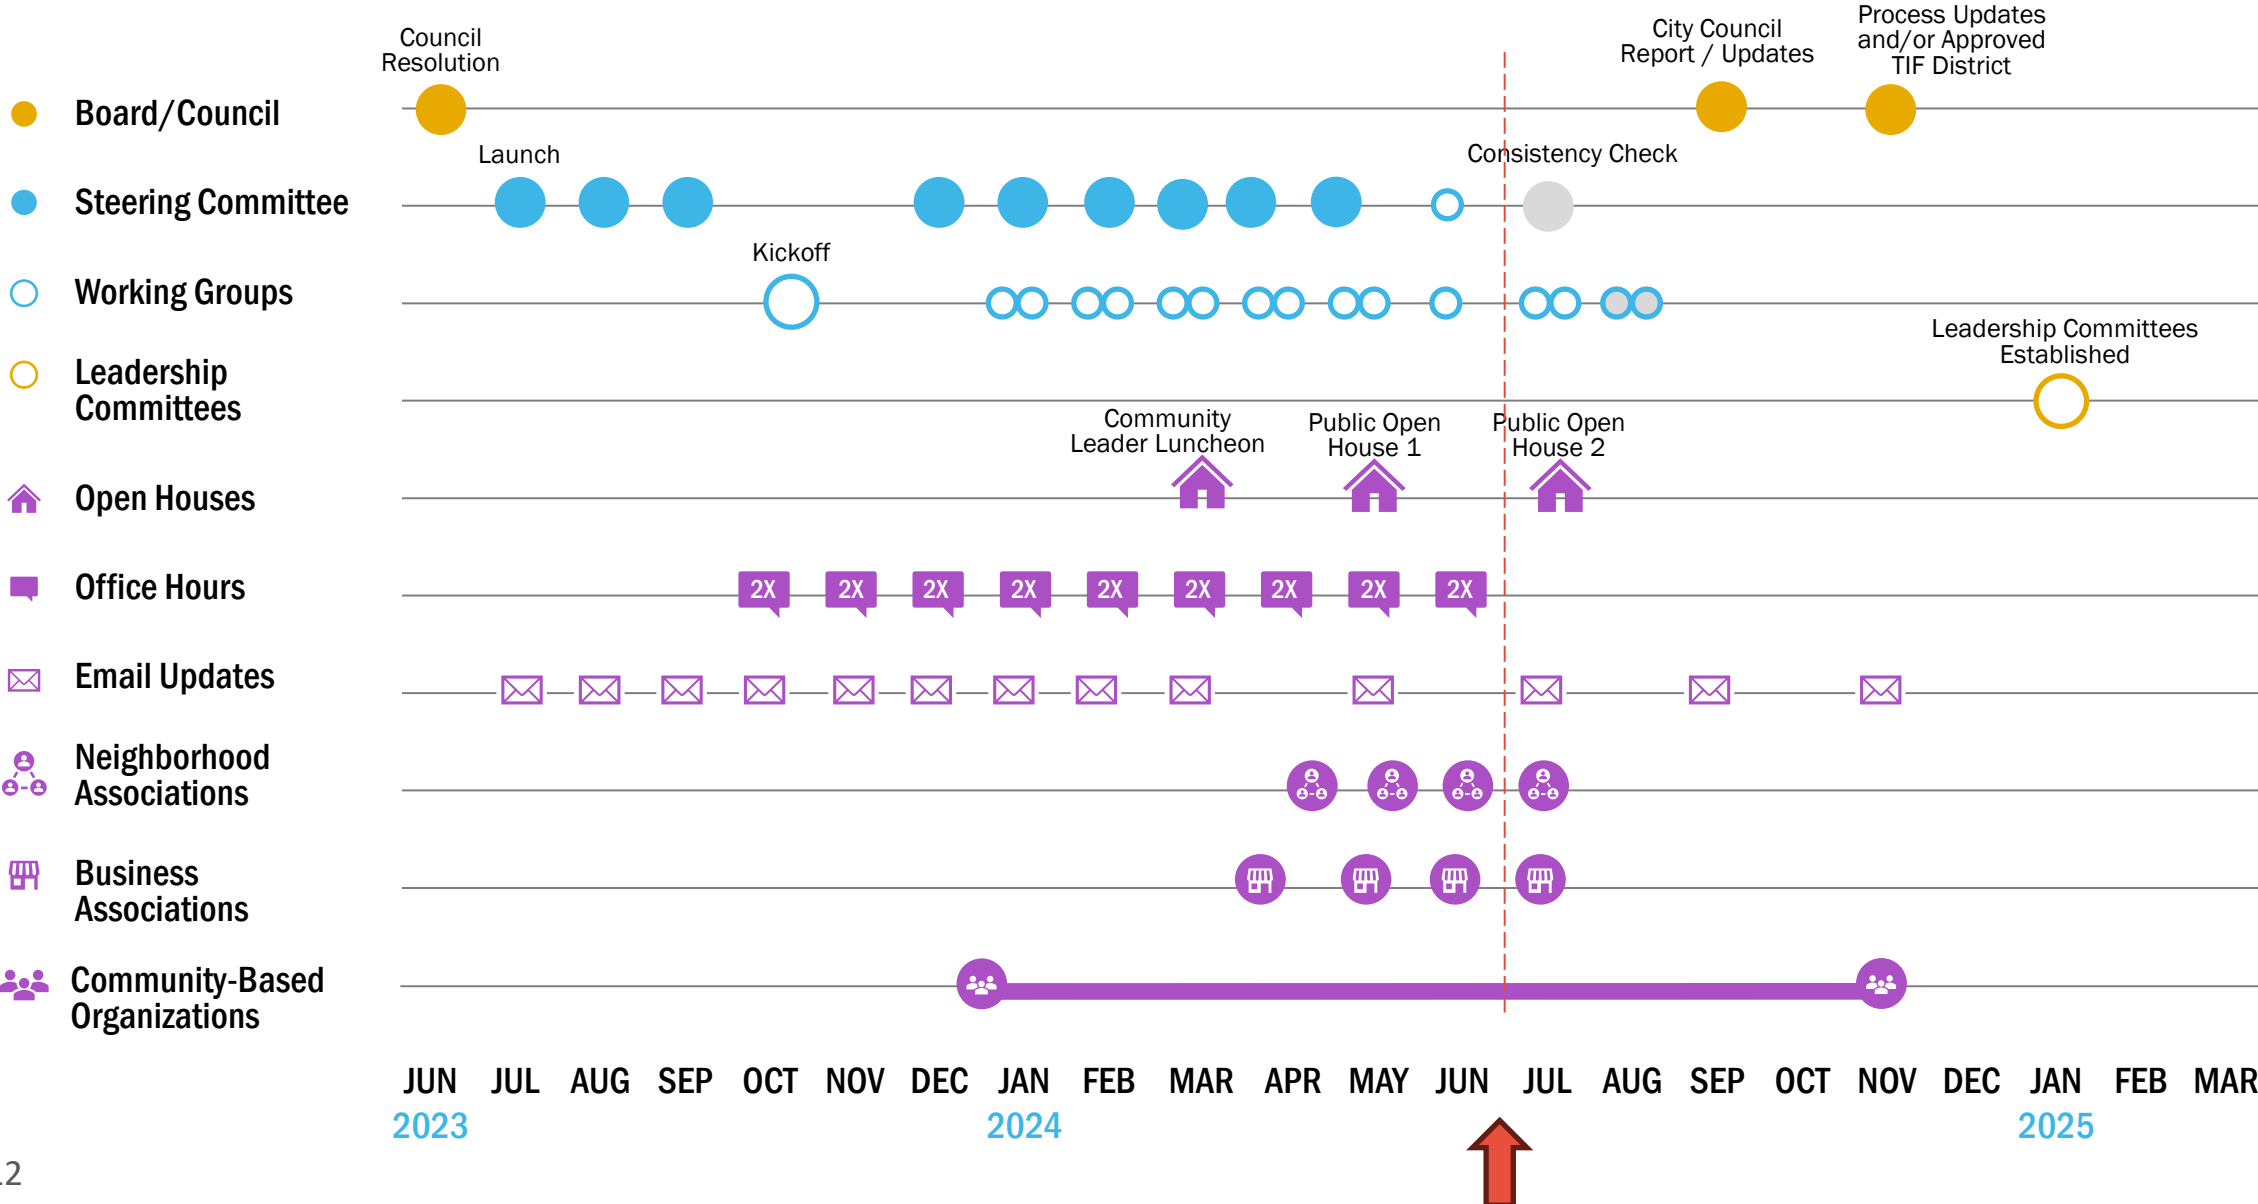 Council
Resolution
City Council
Report / Updates
Process Updates
and/or Approved
TIF District
Board/Council
Launch
Consistency Check
Steering Committee
Kickoff
Working Groups
Leadership Committees
Established
Leadership
Committees
Community
Leader Luncheon
Public Open
House 1
Public Open
House 2
Open Houses
Office Hours
2X 2X 2X 2X 2X 2X 2X 2X 2X
Email Updates
Neighborhood
Associations
Business
Associations
Community-Based
Organizations
JUN JUL AUG SEP OCT NOV DEC JAN FEB MAR APR MAY JUN JUL AUG SEP OCT NOV DEC JAN FEB MAR
2023 2024 2025